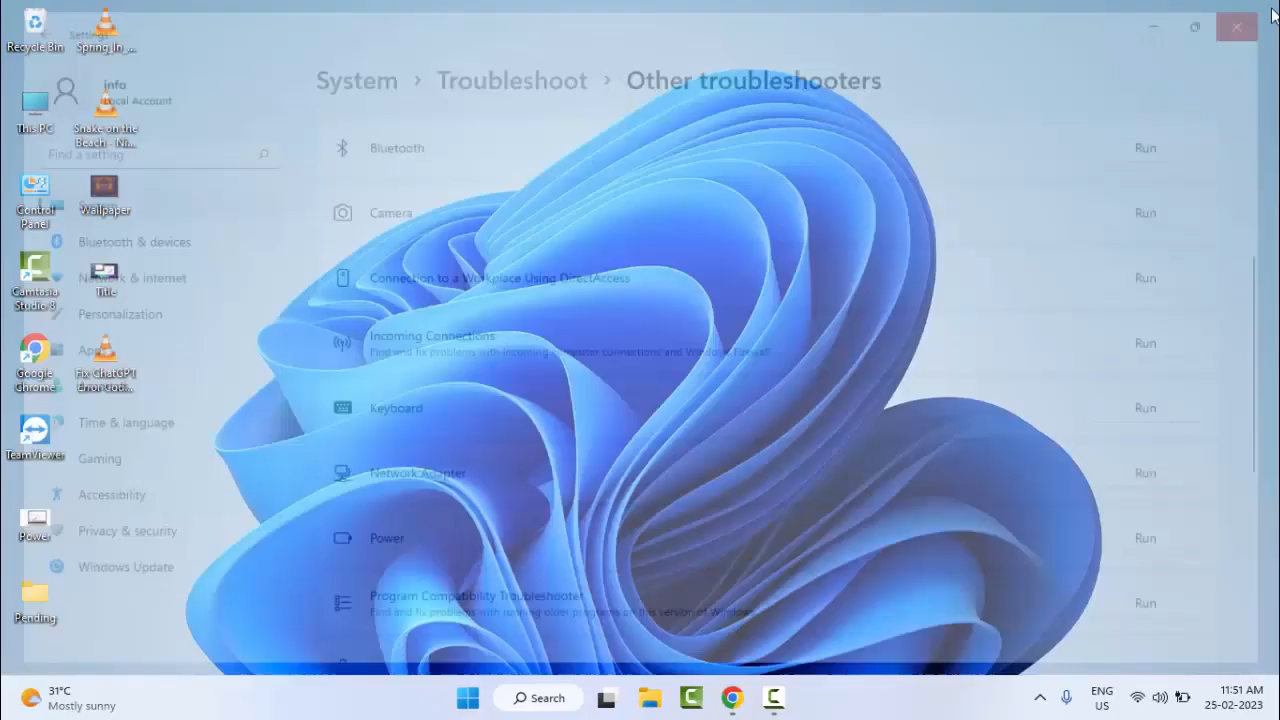 Settings
info
Local Account
Find a setting
Bluetooth & devices
Network & internet
Personalization
Time & language
Gaming
Accessibility
Privacy & security
Windows Update
System > Troubleshoot > Other troubleshooters
Bluetooth Run
Camera Run
Connection to a Workplace Using DirectAccess Run
Incoming Connections
Find and fix problems with incoming computer connections and Windows Firewall. Run
Keyboard Run
Network Adapter Run
Power Run
Program Compatibility Troubleshooter
Find and fix problems with running older programs on this version of Windows. Run
Recycle Bin
Spring_In_...
This PC
Snake on the
Beach - Ni...
Control
Panel
Wallpaper
Camtasia
Studio 8
Title
Google
Chrome
Fix ChatGPT
Error Codi...
TeamViewer
Power
Pending
31°C
Mostly sunny
Search
ENG
US
11:51 AM
25-02-2023